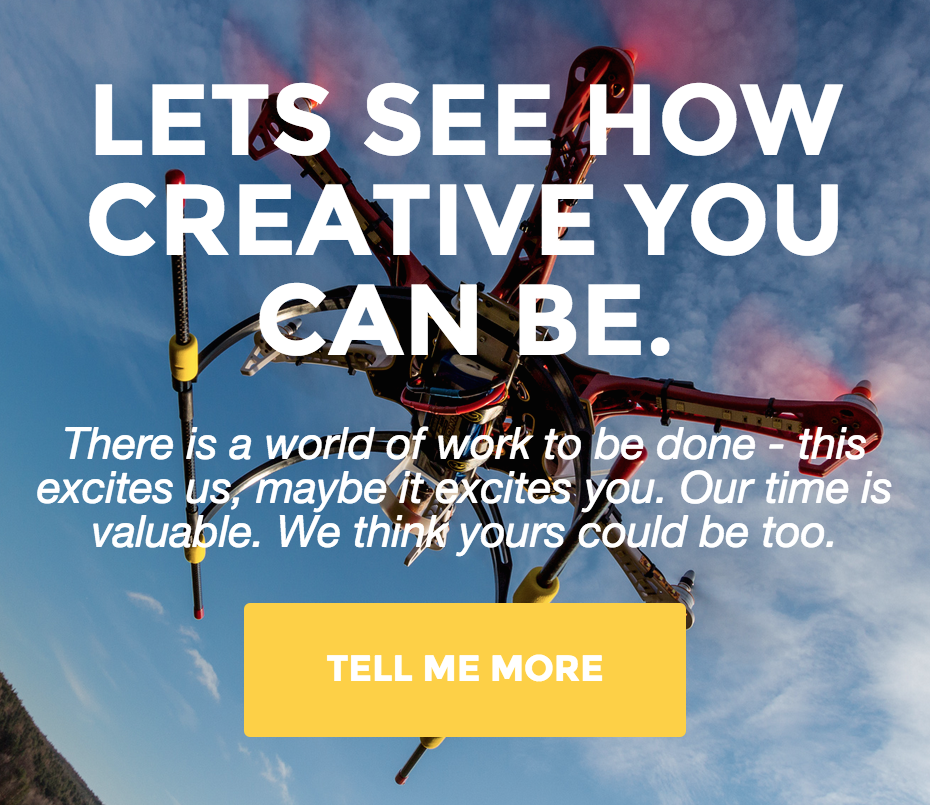 LETS SEE HOW
CREATIVE YOU
CAN BE.
There is a world of work to be done - this
excites us, maybe it excites you. Our time is
valuable. We think yours could be too.
TELL ME MORE